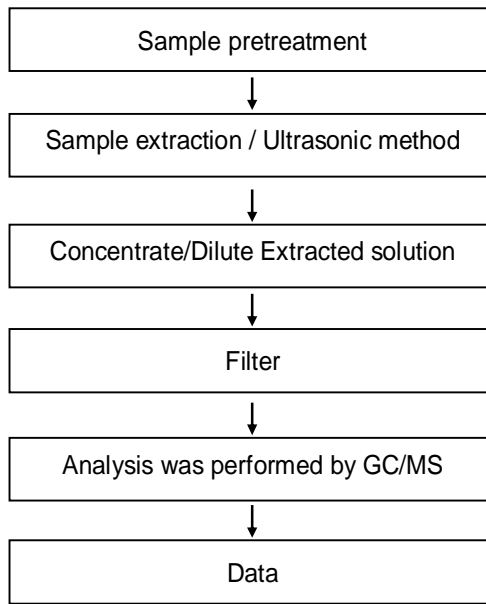 Sample pretreatment
Sample extraction / Ultrasonic method
Concentrate/Dilute Extracted solution
Filter
Analysis was performed by GC/MS
Data